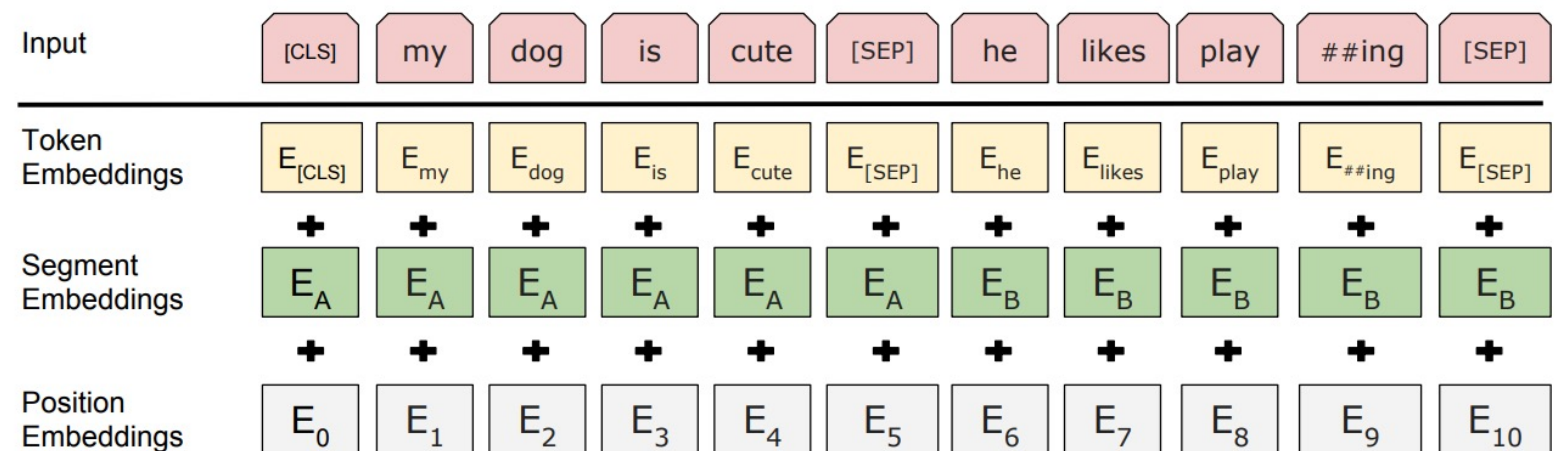 Input [CLS] my dog is cute [SEP] he likes play ##ing [SEP]
Token
Embeddings
E[CLS] Emy Edog Eis Ecute E[SEP] Ehe Elikes Eplay E##ing E[SEP]
+ + + + + + + + + + +
Segment
Embeddings
EA EA EA EA EA EA EB EB EB EB EB
+ + + + + + + + + + +
Position
Embeddings
E0 E1 E2 E3 E4 E5 E6 E7 E8 E9 E10